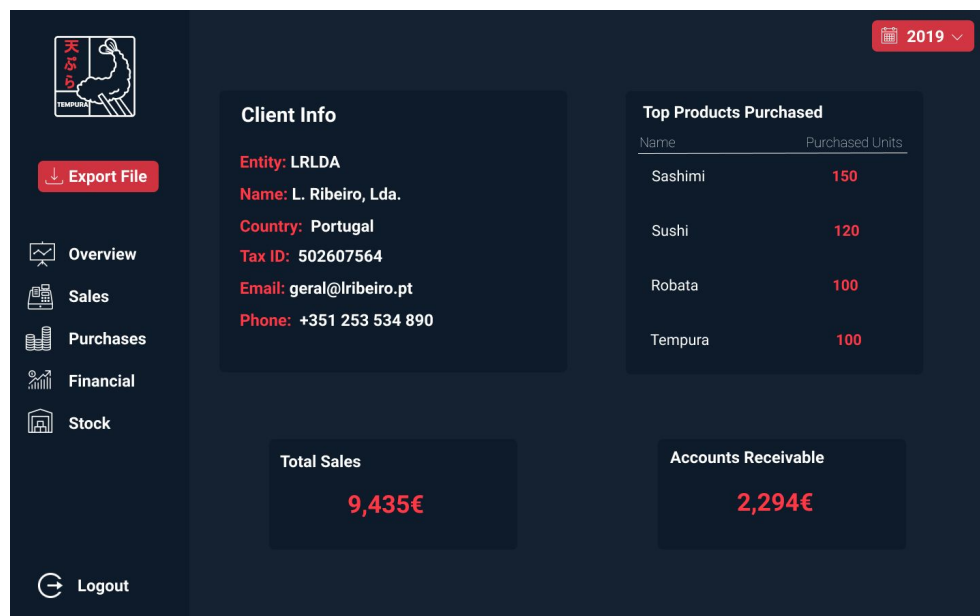 天ぷら
TEMPURA
Export File
Overview
Sales
Purchases
Financial
Stock
Logout
2019
Client Info
Entity: LRLDA
Name: L. Ribeiro, Lda.
Country: Portugal
Tax ID: 502607564
Email: geral@lribeiro.pt
Phone: +351 253 534 890
Top Products Purchased
Name Purchased Units
Sashimi 150
Sushi 120
Robata 100
Tempura 100
Total Sales
9,435€
Accounts Receivable
2,294€